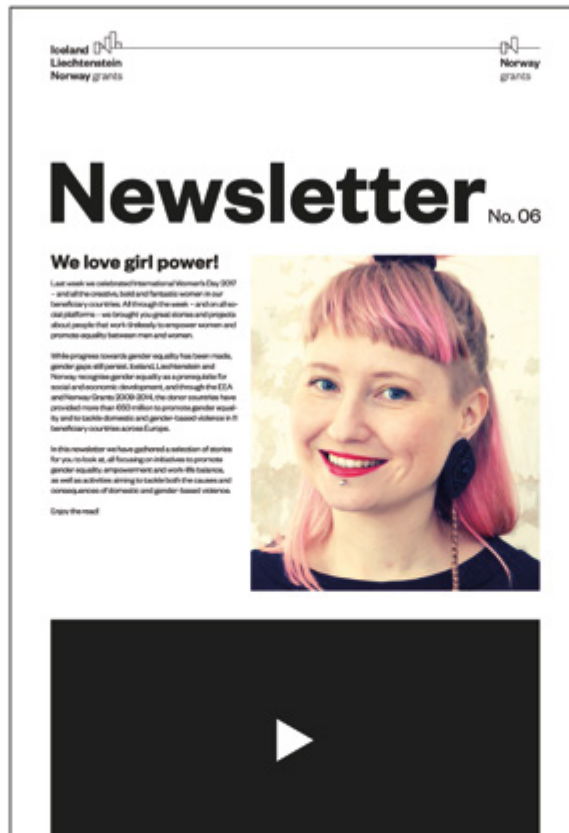 Iceland
Liechtenstein
Norway grants
Norway
grants
Newsletter No. 06
We love girl power!
Last week we celebrated International Women's Day 2017
– and all the creative, bold and fantastic women in our
beneficiary countries. All through the week – and on all so-
cial platforms – we brought you great stories and projects
about people that work tirelessly to empower women and
promote equality between men and women.
While progress towards gender equality has been made,
gender gaps still persist. Iceland, Liechtenstein and
Norway recognise gender equality as a prerequisite for
social and economic development, and through the EEA
and Norway Grants 2009-2014, the donor countries have
provided more than €60 million to promote gender equal-
ity and to tackle domestic and gender-based violence in 11
beneficiary countries across Europe.
In this newsletter we have gathered a selection of stories
for you to look at, all focusing on initiatives to promote
gender equality, empowerment and work-life balance,
as well as activities aiming to tackle both the causes and
consequences of domestic and gender-based violence.
Enjoy the read!